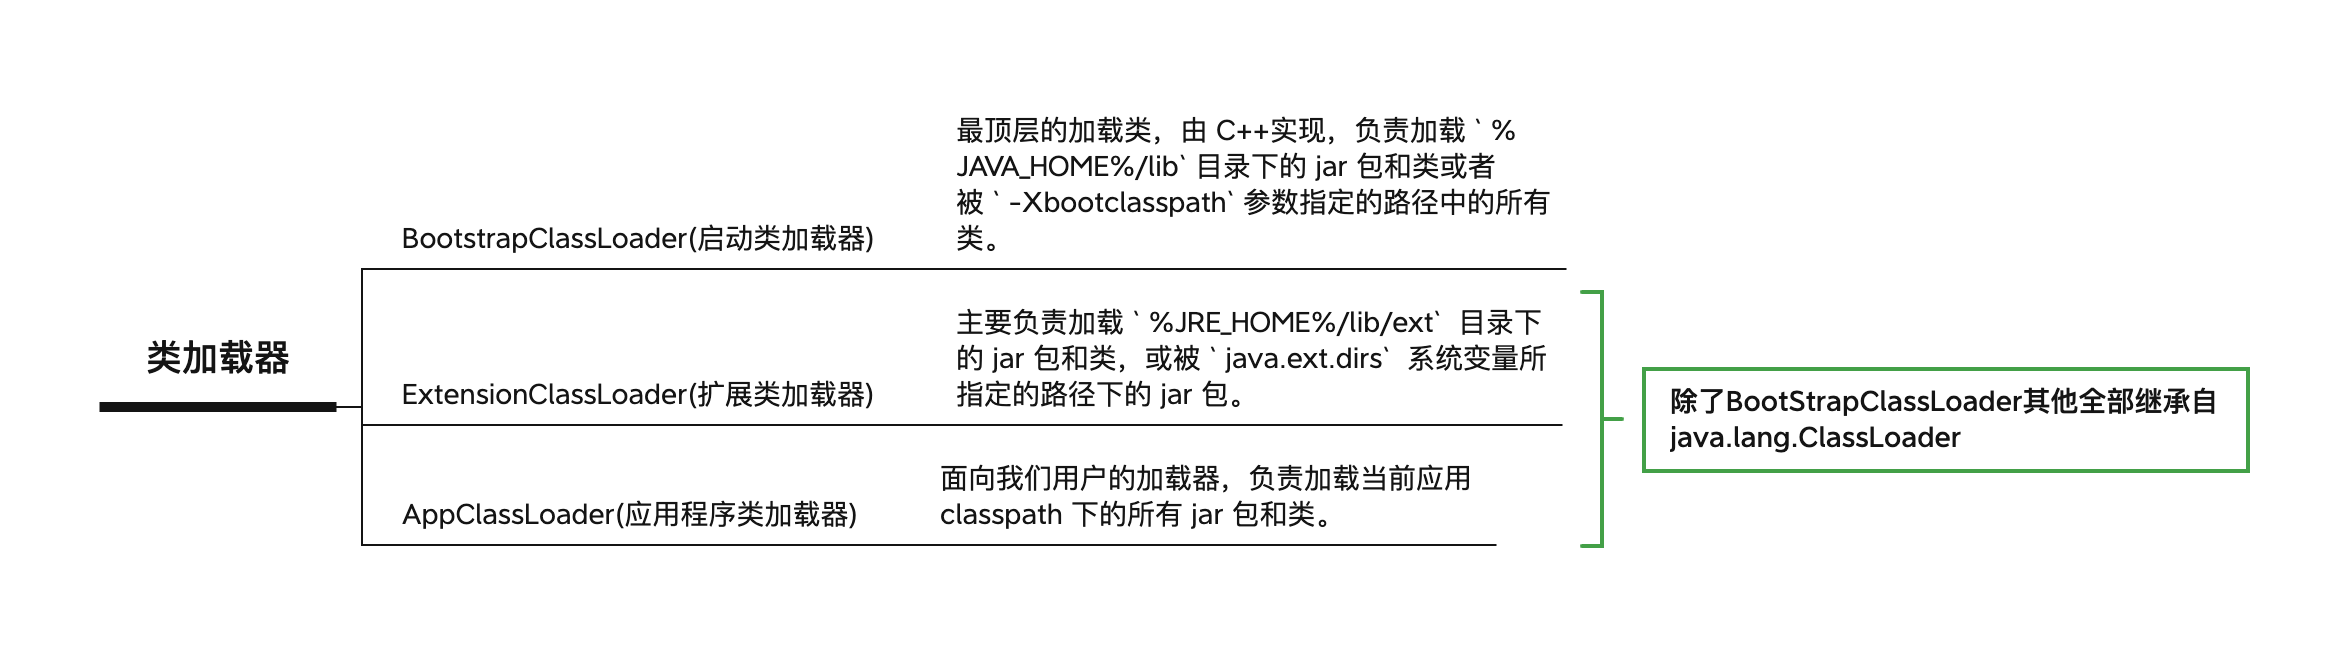 类加载器
BootstrapClassLoader(启动类加载器)
最顶层的加载类，由 C++实现，负责加载 ` %
JAVA_HOME%/lib` 目录下的 jar 包和类或者
被 ` -Xbootclasspath` 参数指定的路径中的所有
类。
ExtensionClassLoader(扩展类加载器)
主要负责加载 ` %JRE_HOME%/lib/ext` 目录下
的 jar 包和类，或被 ` java.ext.dirs` 系统变量所
指定的路径下的 jar 包。
AppClassLoader(应用程序类加载器)
面向我们用户的加载器，负责加载当前应用
classpath 下的所有 jar 包和类。
除了BootStrapClassLoader其他全部继承自
java.lang.ClassLoader